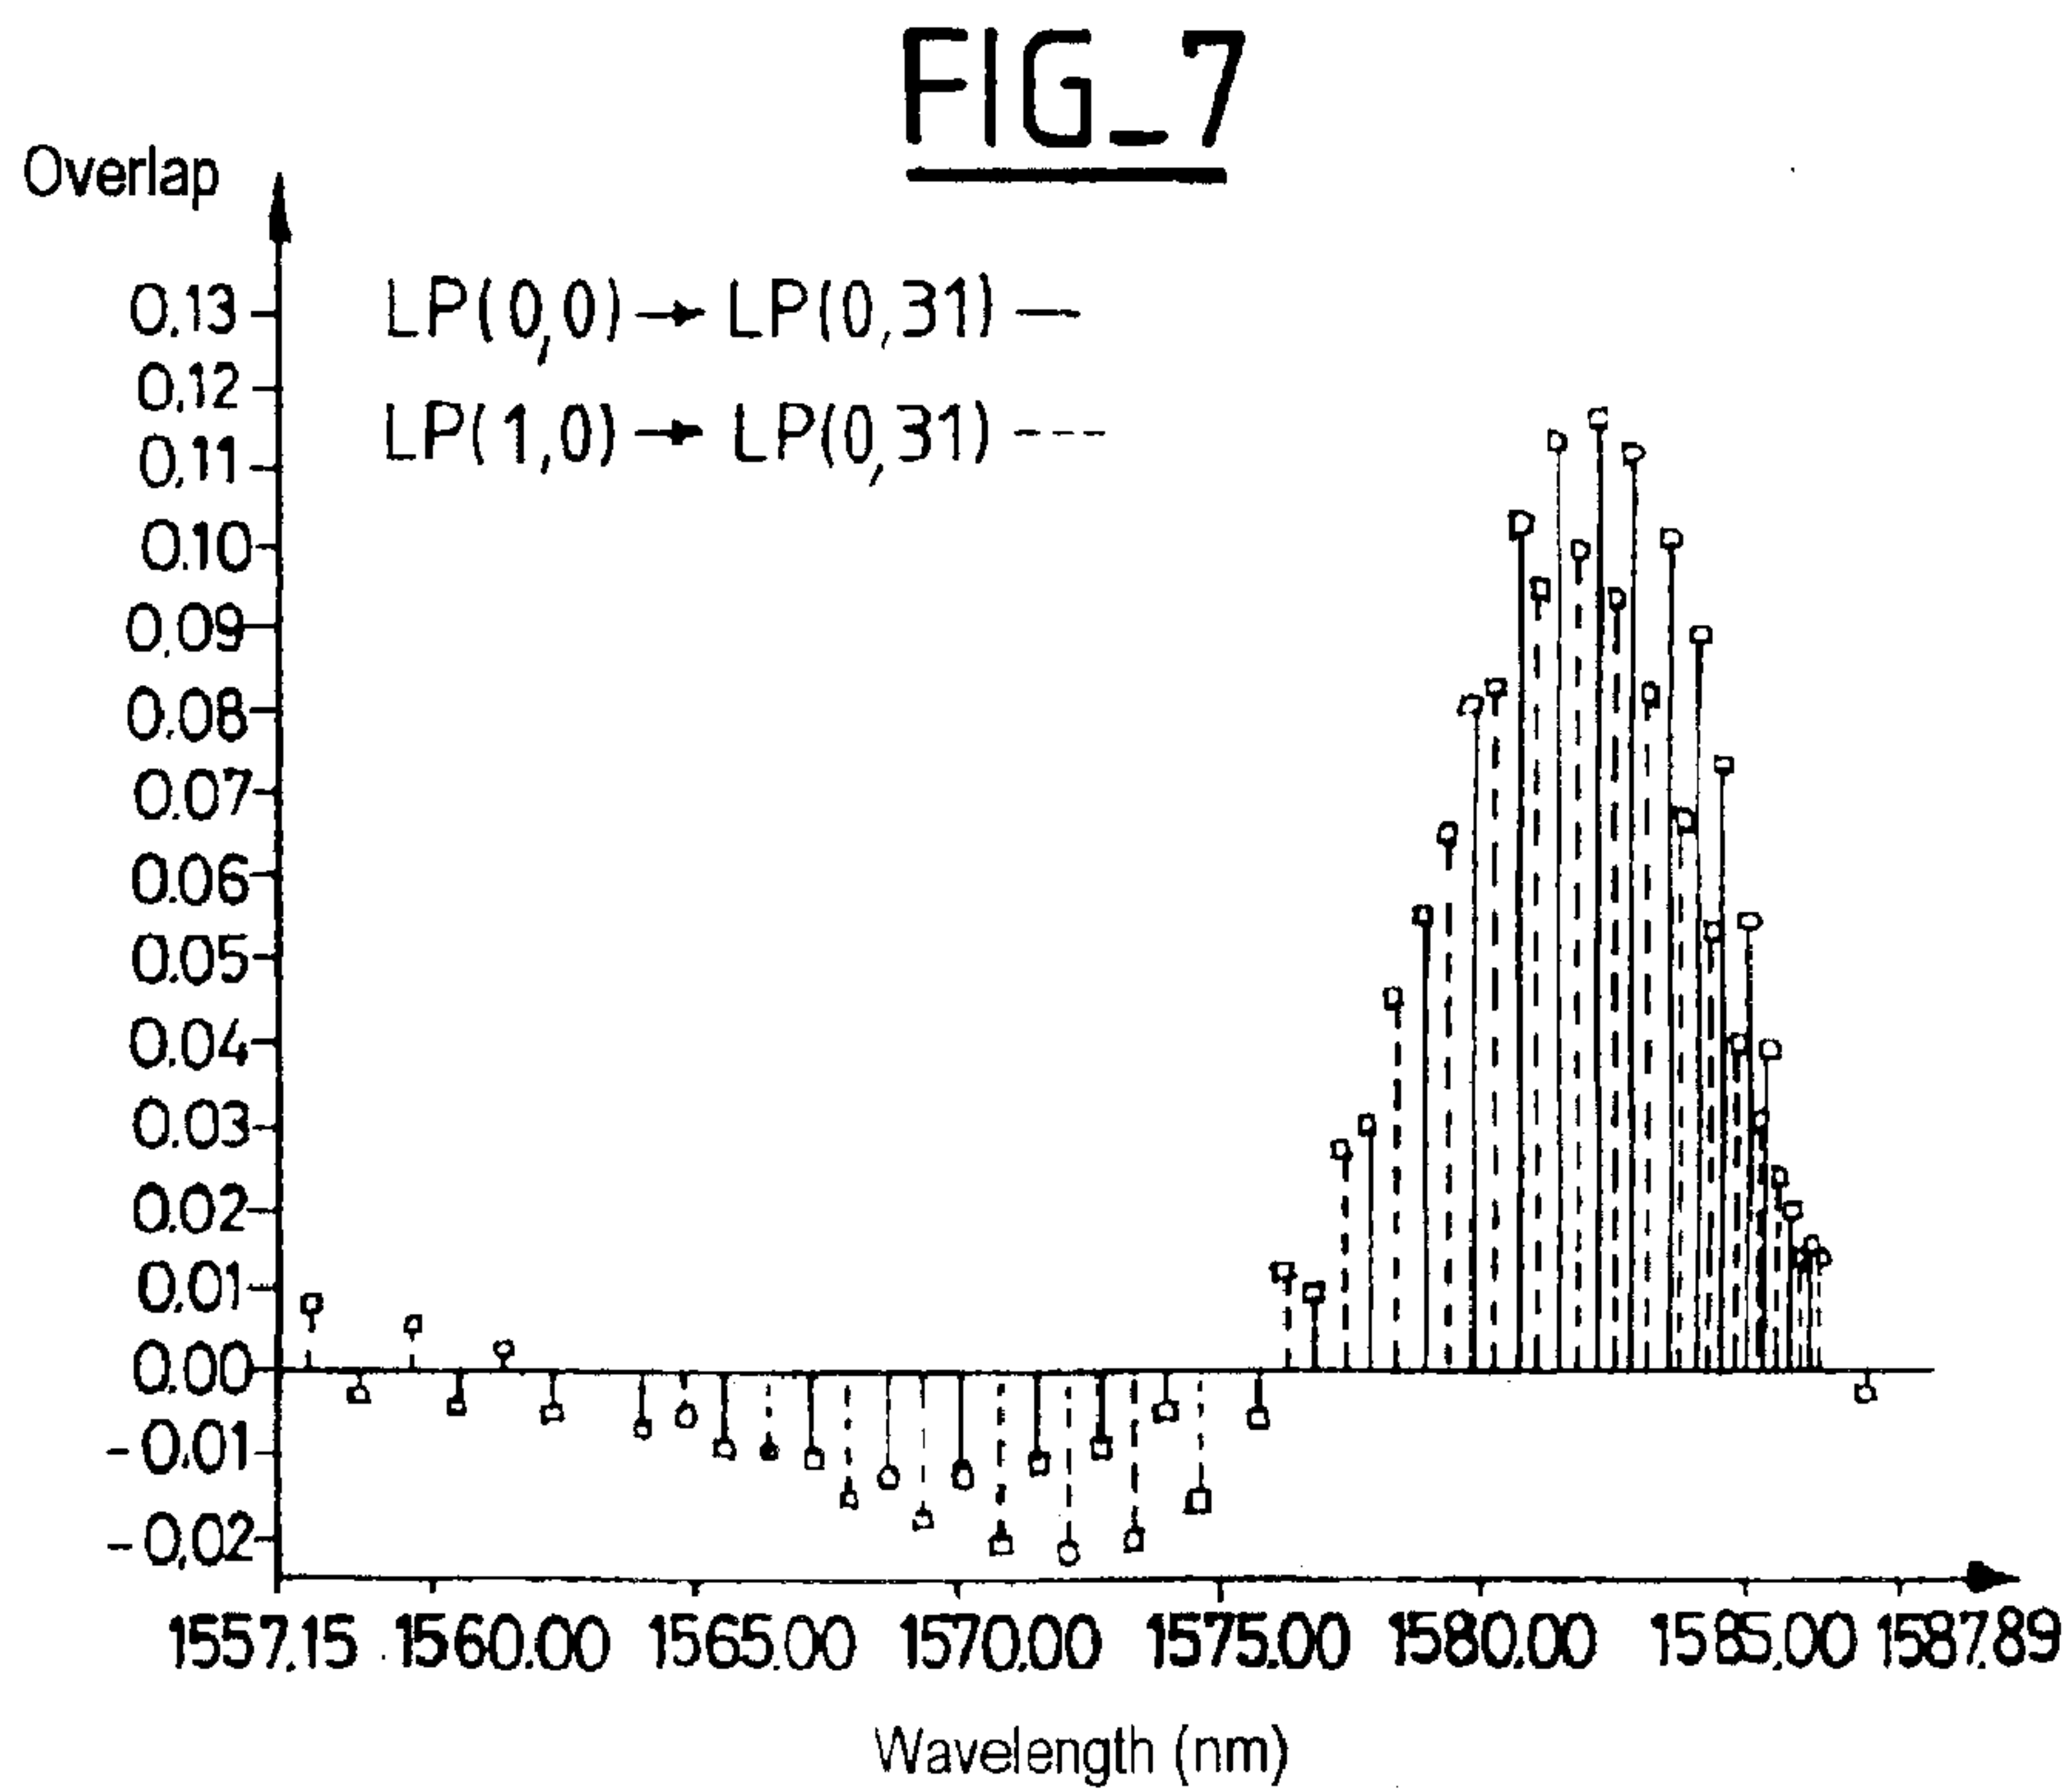 FIG_7
Overlap
LP(0,0) → LP(0,31) —
LP(1,0) → LP(0,31) ---
0.13
0.12
0.11
0.10
0.09
0.08
0.07
0.06
0.05
0.04
0.03
0.02
0.01
0.00
-0.01
-0.02
1557.15 1560.00 1565.00 1570.00 1575.00 1580.00 1585.00 1587.89
Wavelength (nm)